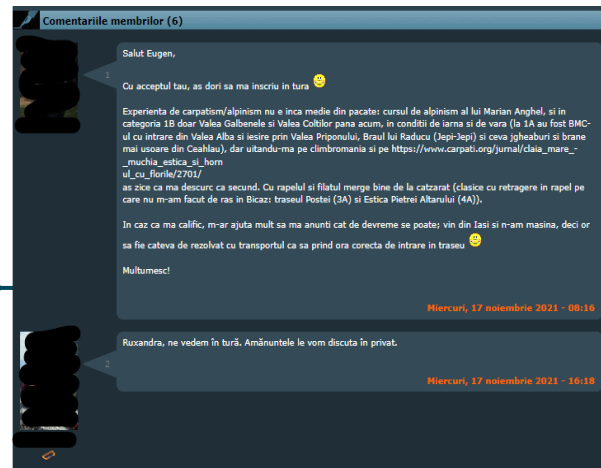 Comentariile membrilor (6)
1
Salut Eugen,
Cu acceptul tau, as dori sa ma inscriu in tura
Experienta de carpatism/alpinism nu e inca medie din pacate: cursul de alpinism al lui Marian Anghel, si in
categoria 1B doar Valea Galbenele si Valea Coltilor pana acum, in conditii de iarna si de vara (la 1A au fost BMC-
ul cu intrare din Valea Alba si iesire prin Valea Priponului, Braul lui Raducu (Jepi-Jepi) si ceva jgheaburi si brane
mai usoare din Ceahlau), dar uitandu-ma pe climbromania si pe https://www.carpati.org/jurnal/claia_mare_-
_muchia_estica_si_horn
ul_cu_florile/2701/
as zice ca ma descurc ca secund. Cu rapelul si filatul merge bine de la catzarat (clasice cu retragere in rapel pe
care nu m-am facut de ras in Bicaz: traseul Postei (3A) si Estica Pietrei Altarului (4A)).
In caz ca ma calific, m-ar ajuta mult sa ma anunti cat de devreme se poate; vin din Iasi si n-am masina, deci or
sa fie cateva de rezolvat cu transportul ca sa prind ora corecta de intrare in traseu
Multumesc!
Miercuri, 17 noiembrie 2021 - 08:16
2
Ruxandra, ne vedem în tură. Amănuntele le vom discuta în privat.
Miercuri, 17 noiembrie 2021 - 16:18